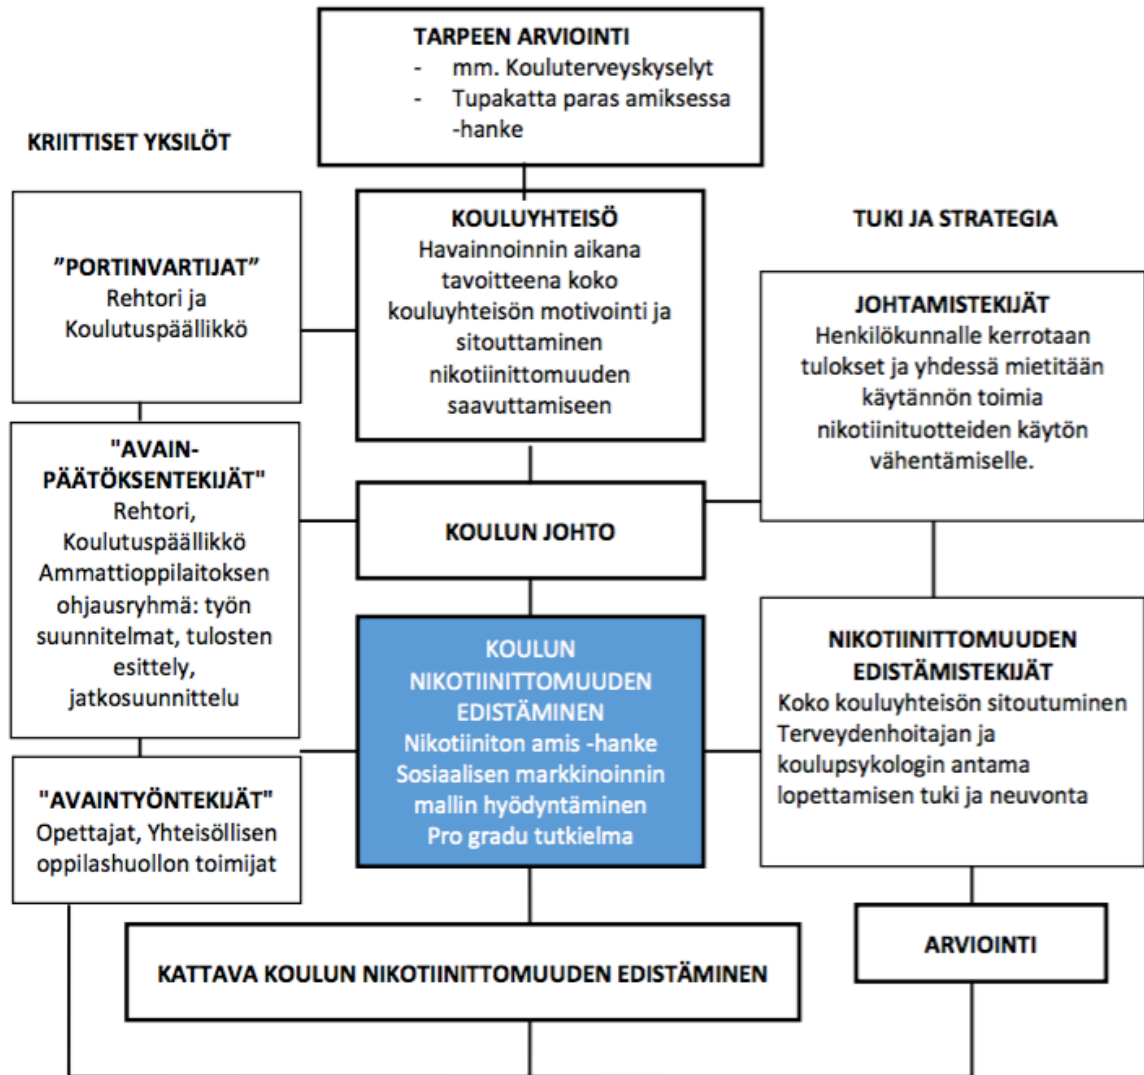 TARPEEN ARVIOINTI
- mm. Kouluterveyskyselyt
- Tupakatta paras amiksessa
-hanke
KRIITTISET YKSILÖT
"PORTINVARTIJAT”
Rehtori ja
Koulutuspäällikkö
"AVAIN-
PÄÄTÖKSENTEKIJÄT"
Rehtori,
Koulutuspäällikkö
Ammattioppilaitoksen
ohjausryhmä: työn
suunnitelmat, tulosten
esittely,
jatkosuunnittelu
"AVAINTYÖNTEKIJÄT"
Opettajat, Yhteisöllisen
oppilashuollon toimijat
KOULUYHTEISÖ
Havainnoinnin aikana
tavoitteena koko
kouluyhteisön motivointi ja
sitouttaminen
nikotiinittomuuden
saavuttamiseen
KOULUN JOHTO
KOULUN
NIKOTIINITTOMUUDEN
EDISTÄMINEN
Nikotiiniton amis -hanke
Sosiaalisen markkinoinnin
mallin hyödyntäminen
Pro gradu tutkielma
TUKI JA STRATEGIA
JOHTAMISTEKIJÄT
Henkilökunnalle kerrotaan
tulokset ja yhdessä mietitään
käytännön toimia
nikotiinituotteiden käytön
vähentämiselle.
NIKOTIINITTOMUUDEN
EDISTÄMISTEKIJÄT
Koko kouluyhteisön sitoutuminen
Terveydenhoitajan ja
koulupsykologin antama
lopettamisen tuki ja neuvonta
ARVIOINTI
KATTAVA KOULUN NIKOTIINITTOMUUDEN EDISTÄMINEN